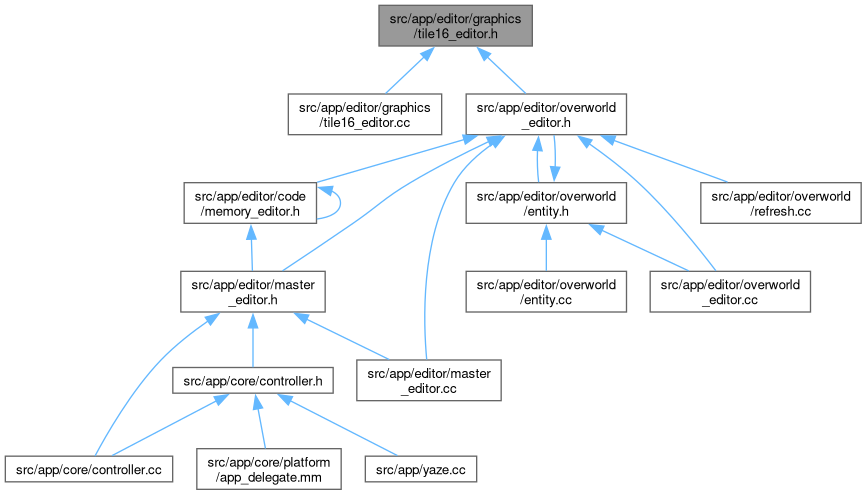 src/app/editor/graphics
/tile16_editor.h
src/app/editor/graphics
/tile16_editor.cc
src/app/editor/overworld
_editor.h
src/app/editor/code
/memory_editor.h
src/app/editor/overworld
/entity.h
src/app/editor/overworld
/refresh.cc
src/app/editor/master
_editor.h
src/app/editor/overworld
/entity.cc
src/app/editor/overworld
_editor.cc
src/app/core/controller.h
src/app/editor/master
_editor.cc
src/app/core/controller.cc
src/app/core/platform
/app_delegate.mm
src/app/yaze.cc